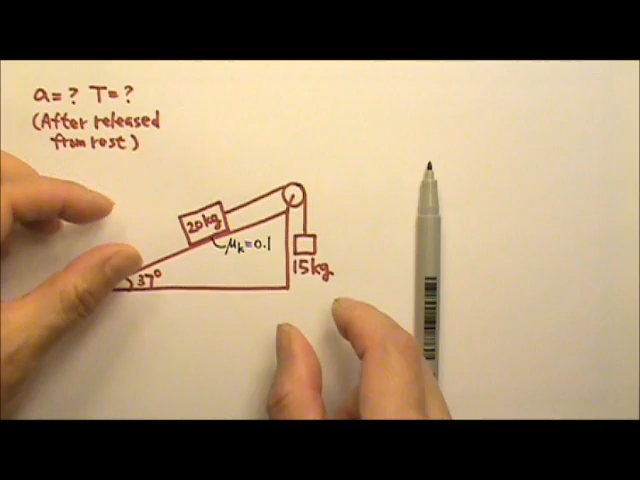 a = ? T = ?
(After released
from rest)
20kg
μk=0.1
15kg
37°